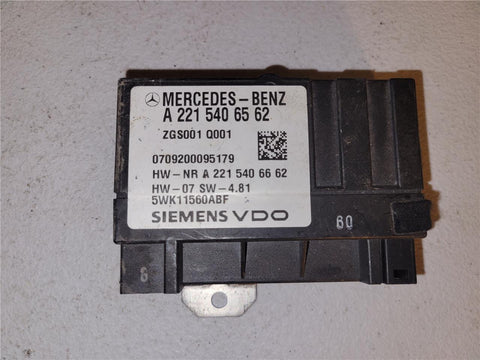 MERCEDES-BENZ
A 221 540 65 62
ZGS001 Q001
0709200095179
HW-NR A 221 540 66 62
HW-07 SW-4.81
5WK11560ABF
SIEMENS VDO
60
8